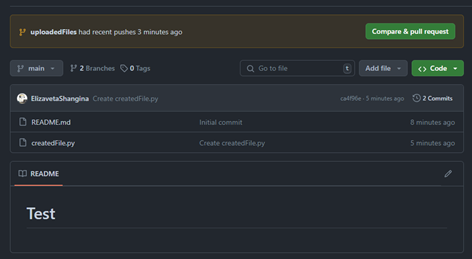 uploadedFiles had recent pushes 3 minutes ago
Compare & pull request
main
2 Branches
0 Tags
Go to file
t
Add file
Code
ElizavetaShangina Create createdFile.py
ca4f96e · 5 minutes ago
2 Commits
README.md Initial commit 8 minutes ago
createdFile.py Create createdFile.py 5 minutes ago
README
Test